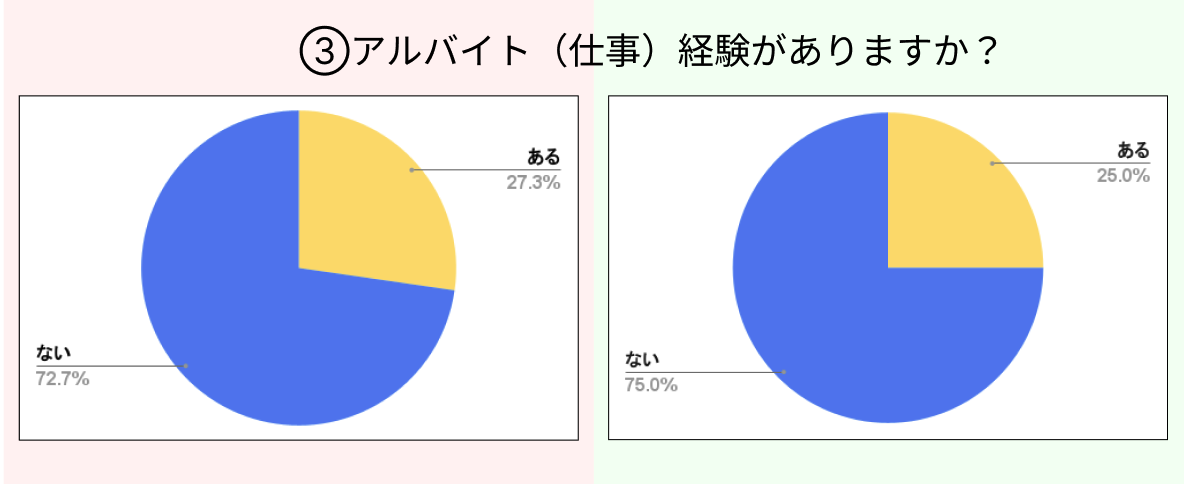 ③アルバイト（仕事）経験がありますか？
ある
27.3%
ない
72.7%
ある
25.0%
ない
75.0%